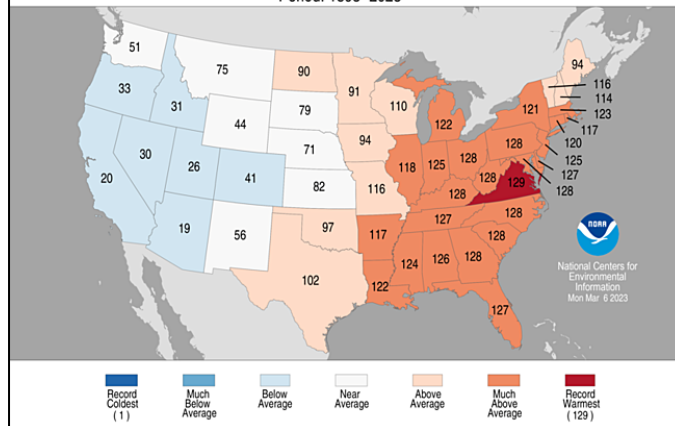 51
75
90
91
110
94
116
114
123
117
120
125
127
128
33
31
44
79
94
121
122
128
30
26
41
71
82
116
118
125
128
128
128
129
20
19
56
97
117
127
128
128
102
122
124
126
128
127
NOAA
National Centers for
Environmental
Information
Mon Mar 6 2023
Record
Coldest
( 1 )
Much
Below
Average
Below
Average
Near
Average
Above
Average
Much
Above
Average
Record
Warmest
( 129 )